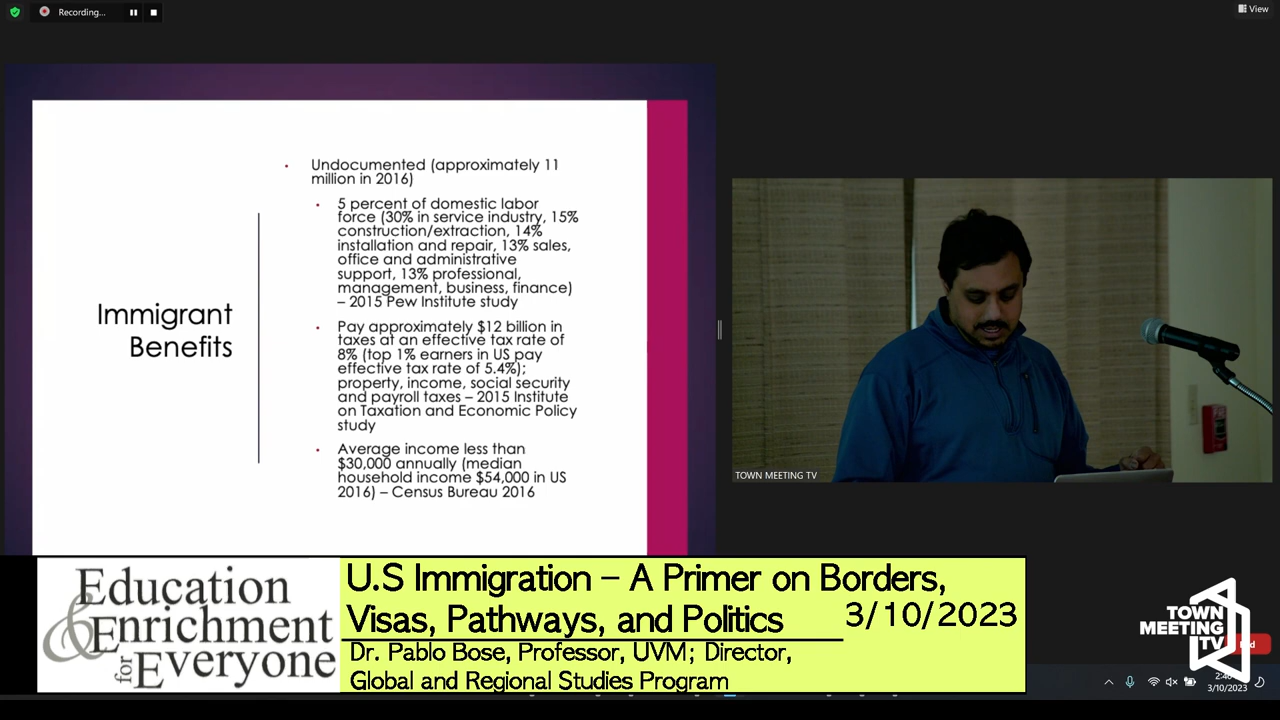 Recording...
View
Immigrant
Benefits
• Undocumented (approximately 11
million in 2016)
• 5 percent of domestic labor
force (30% in service industry, 15%
construction/extraction, 14%
installation and repair, 13% sales,
office and administrative
support, 13% professional,
management, business, finance)
– 2015 Pew Institute study
• Pay approximately $12 billion in
taxes at an effective tax rate of
8% (top 1% earners in US pay
effective tax rate of 5.4%);
property, income, social security
and payroll taxes – 2015 Institute
on Taxation and Economic Policy
study
• Average income less than
$30,000 annually (median
household income $54,000 in US
2016) – Census Bureau 2016
TOWN MEETING TV
Education
& Enrichment
for Everyone
U.S Immigration – A Primer on Borders,
Visas, Pathways, and Politics
3/10/2023
Dr. Pablo Bose, Professor, UVM; Director,
Global and Regional Studies Program
TOWN
MEETING
TV
3/10/2023